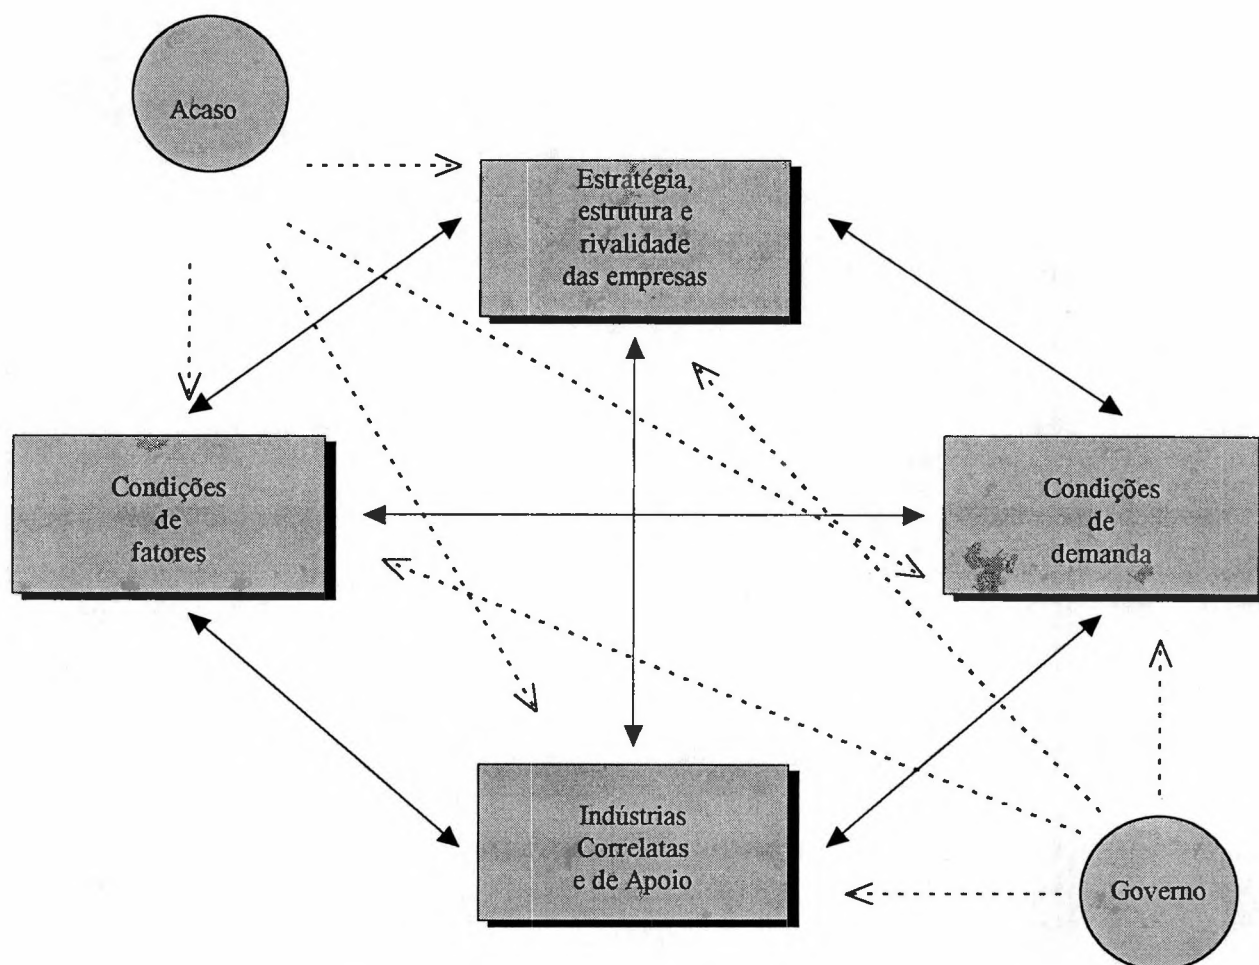 Acaso
Estratégia,
estrutura e
rivalidade
das empresas
Condições
de
fatores
Condições
de
demanda
Indústrias
Correlatas
e de Apoio
Governo